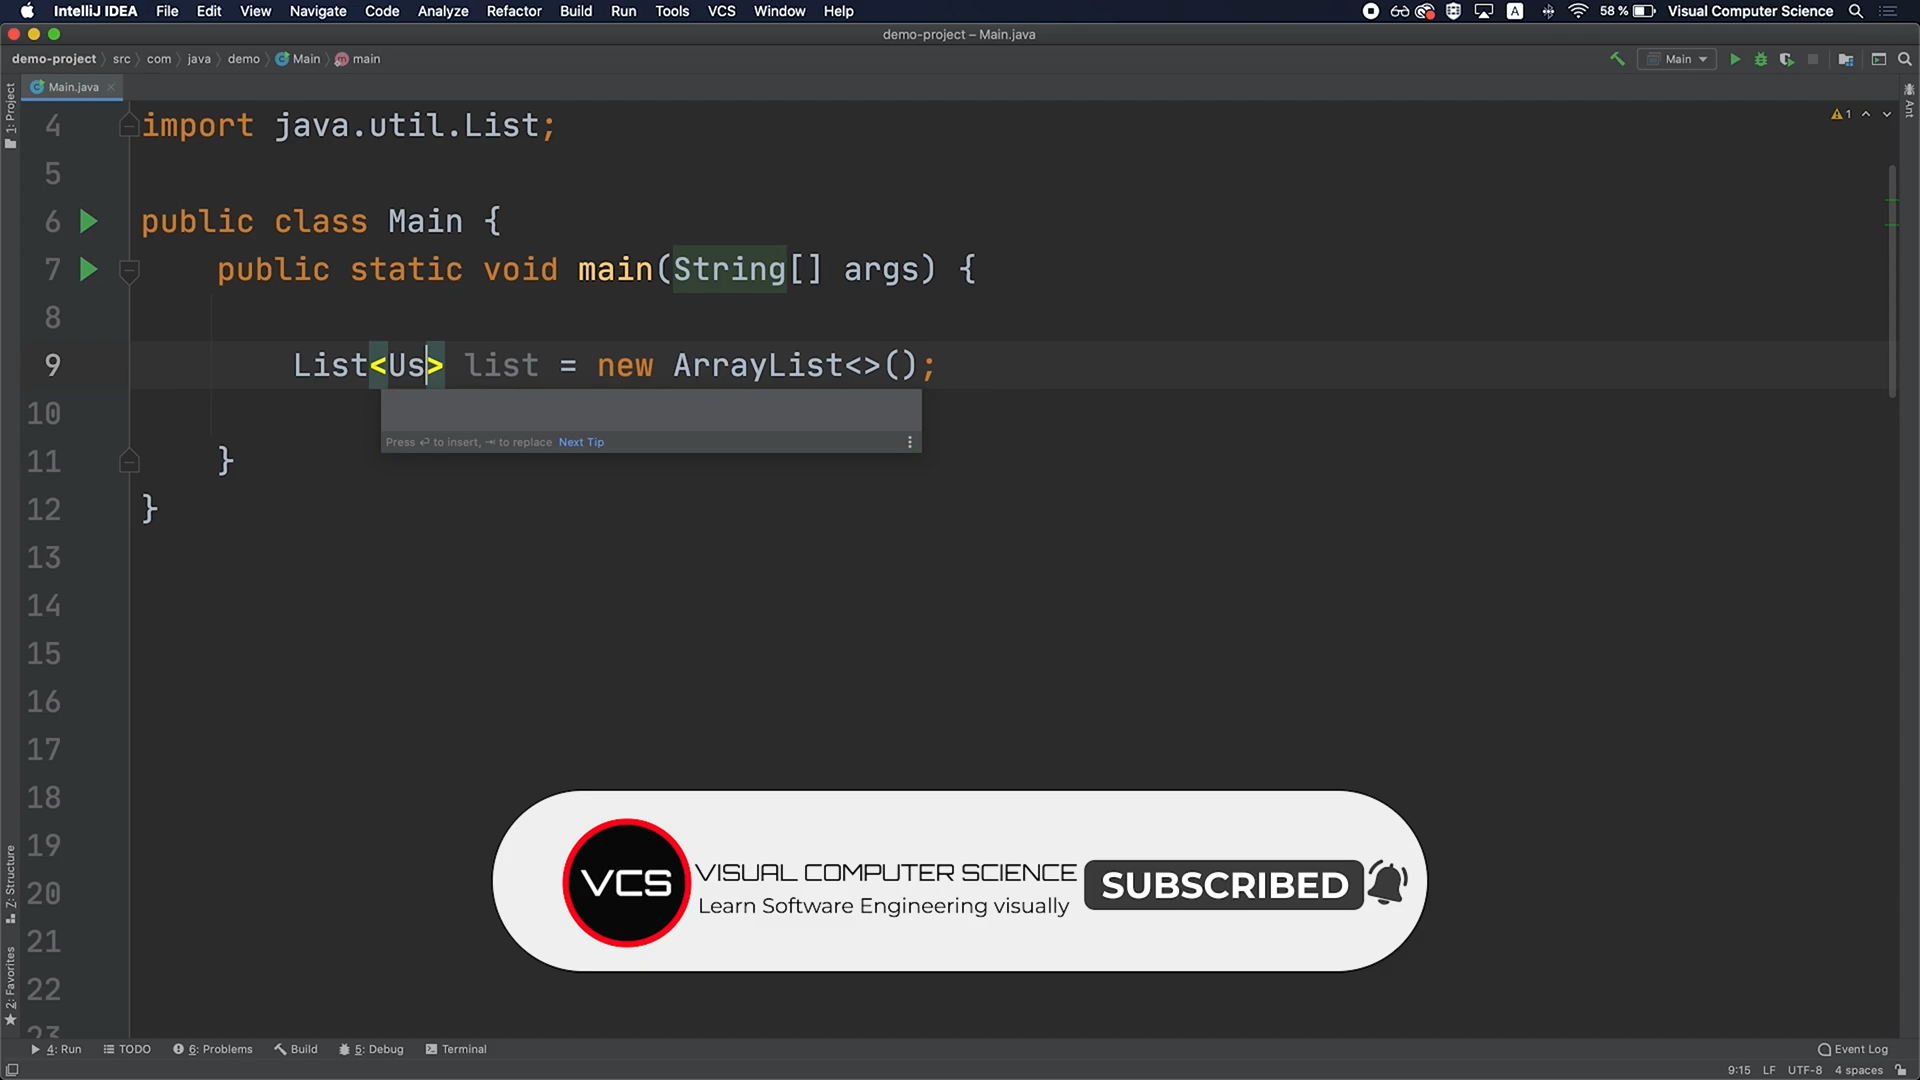 IntelliJ IDEA File Edit View Navigate Code Analyze Refactor Build Run Tools VCS Window Help A 58 % Visual Computer Science
demo-project – Main.java
demo-project src com java demo Main main Main
Main.java
1: Project
Ant
1
4 import java.util.List;
5
6 public class Main {
7 public static void main(String[] args) {
8
9 List<Us> list = new ArrayList<>();
10
Press ⏎ to insert, ⇥ to replace Next Tip
11 }
12 }
13
14
15
16
17
18
19
20
21
22
23
VCS
VISUAL COMPUTER SCIENCE
Learn Software Engineering visually
SUBSCRIBED
Z: Structure
2: Favorites
4: Run TODO 6: Problems Build 5: Debug Terminal Event Log
9:15 LF UTF-8 4 spaces